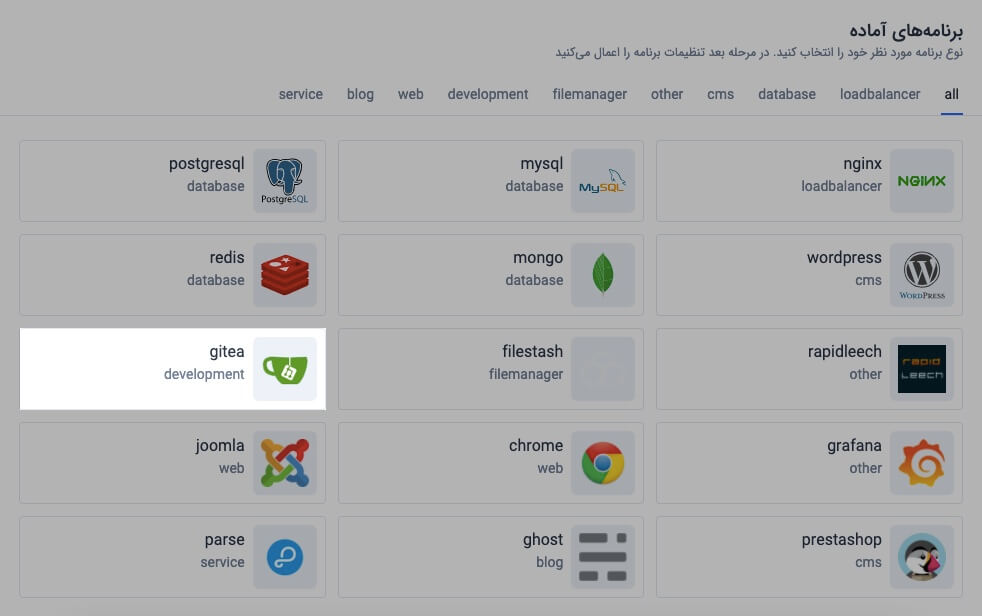 برنامه‌های آماده
نوع برنامه مورد نظر خود را انتخاب کنید. در مرحله بعد تنظیمات برنامه را اعمال می‌کنید
all
loadbalancer
database
cms
other
filemanager
development
web
blog
service
nginx
loadbalancer
NGINX
mysql
database
MySQL
postgresql
database
PostgreSQL
wordpress
cms
WORDPRESS
mongo
database
redis
database
rapidleech
other
RAPID
LEECH
filestash
filemanager
gitea
development
grafana
other
chrome
web
joomla
web
prestashop
cms
ghost
blog
parse
service